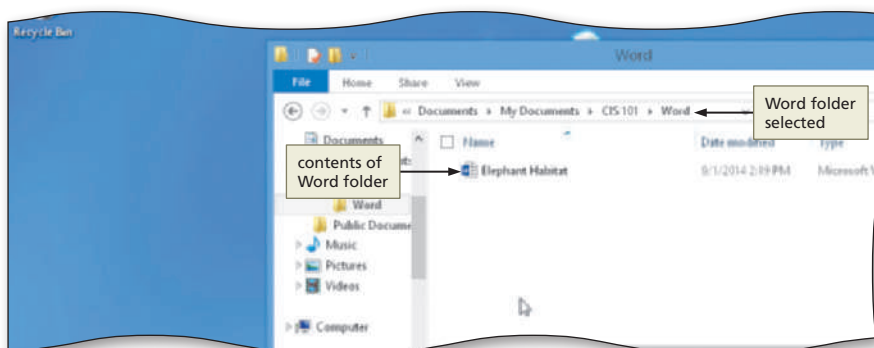 Recycle Bin
Word
File Home Share View
« Documents ▸ My Documents ▸ CIS 101 ▸ Word
Word folder
selected
Documents
Name Date modified Type
contents of
Word folder
Elephant Habitat 9/1/2014 2:19 PM Microsoft
Word
Public Docume
Music
Pictures
Videos
Computer